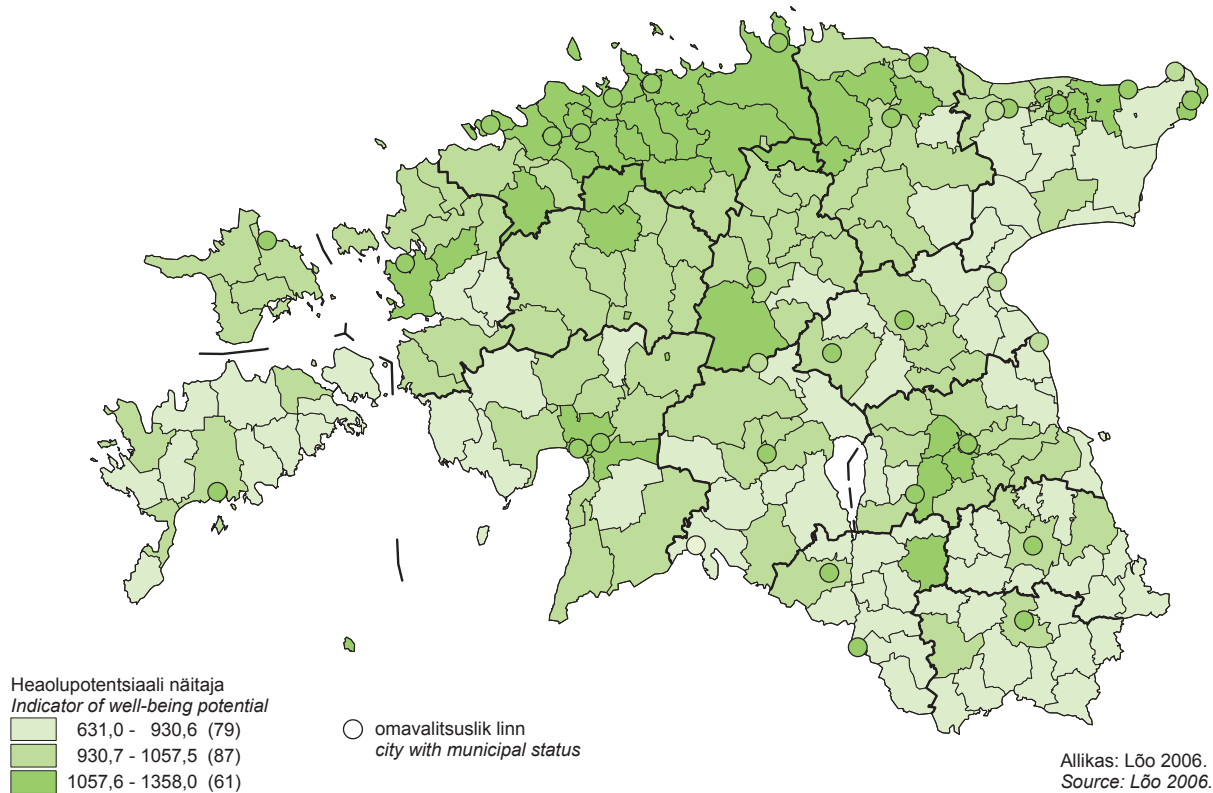 Heaolupotentsiaali näitaja
Indicator of well-being potential
631,0 - 930,6 (79)
930,7 - 1057,5 (87)
1057,6 - 1358,0 (61)
omavalitsuslik linn
city with municipal status
Allikas: Lõo 2006.
Source: Lõo 2006.